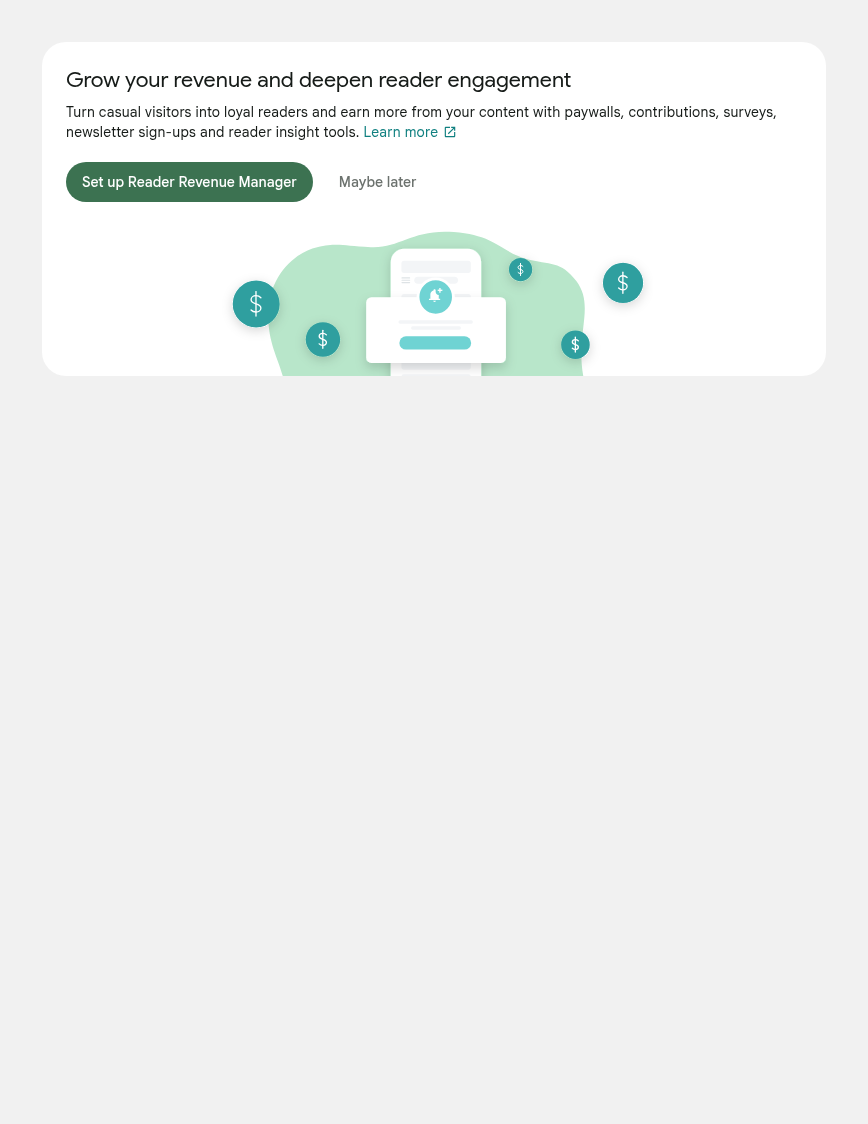 Grow your revenue and deepen reader engagement
Turn casual visitors into loyal readers and earn more from your content with paywalls, contributions, surveys,
newsletter sign-ups and reader insight tools. Learn more
Set up Reader Revenue Manager
Maybe later
$
$
$
$
$